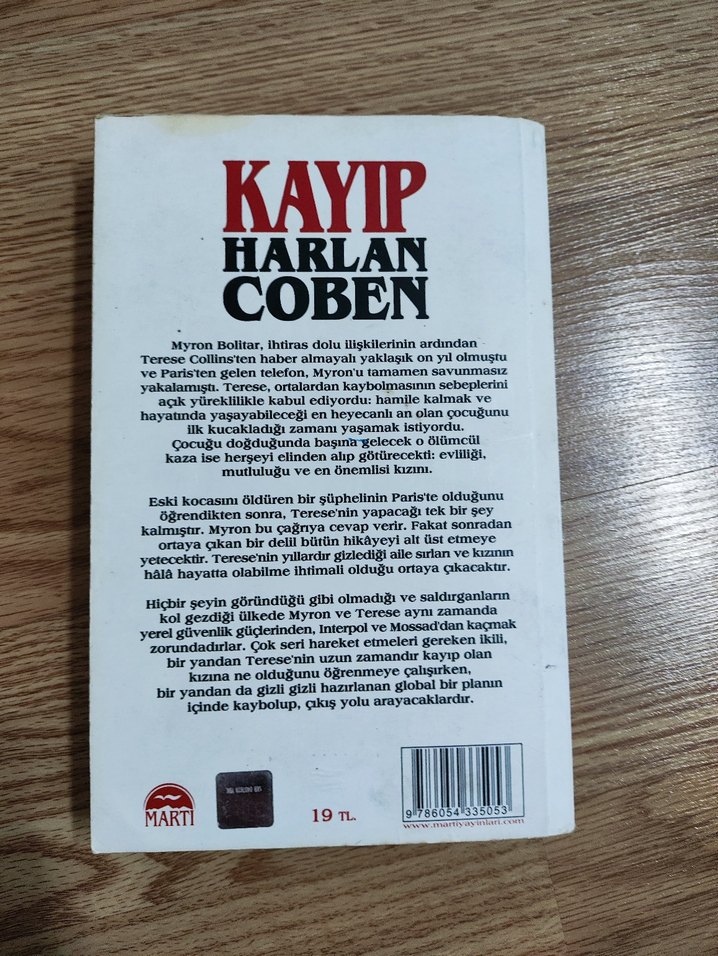 KAYIP
HARLAN
COBEN
Myron Bolitar, ihtiras dolu ilişkilerinin ardından
Terese Collins'ten haber almayalı yaklaşık on yıl olmuştu
ve Paris'ten gelen telefon, Myron'u tamamen savunmasız
yakalamıştı. Terese, ortalardan kaybolmasının sebeplerini
açık yüreklilikle kabul ediyordu: hamile kalmak ve
hayatında yaşayabileceği en heyecanlı an olan çocuğunu
ilk kucakladığı zamanı yaşamak istiyordu.
Çocuğu doğduğunda başına gelecek o ölümcül
kaza ise herşeyi elinden alıp götürecekti: evliliği,
mutluluğu ve en önemlisi kızını.
Eski kocasını öldüren bir şüphelinin Paris'te olduğunu
öğrendikten sonra, Terese'nin yapacağı tek bir şey
kalmıştır. Myron bu çağrıya cevap verir. Fakat sonradan
ortaya çıkan bir delil bütün hikâyeyi alt üst etmeye
yetecektir. Terese'nin yıllardır gizlediği aile sırları ve kızının
hâlâ hayatta olabilme ihtimali olduğu ortaya çıkacaktır.
Hiçbir şeyin göründüğü gibi olmadığı ve saldırganların
kol gezdiği ülkede Myron ve Terese aynı zamanda
yerel güvenlik güçlerinden, Interpol ve Mossad'dan kaçmak
zorundadırlar. Çok seri hareket etmeleri gereken ikili,
bir yandan Terese'nin uzun zamandır kayıp olan
kızına ne olduğunu öğrenmeye çalışırken,
bir yandan da gizli gizli hazırlanan global bir planın
içinde kaybolup, çıkış yolu arayacaklardır.
MARTI
19 TL.
9 786054 335053
www.martiyayinlari.com